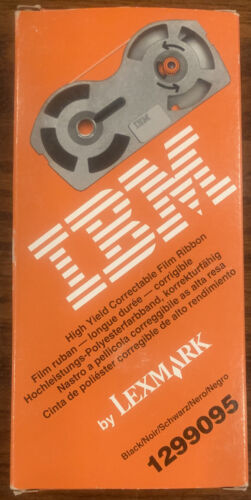 IBM
IBM
High Yield Correctable Film Ribbon
Film ruban — longue durée — corrigible
Hochleistungs-Polyesterfarbband, korrekturfähig
Nastro a pellicola correggibile as alta resa
Cinta de poliéster corregible de alto rendimiento
by LEXMARK
Black/Noir/Schwarz/Nero/Negro
1299095